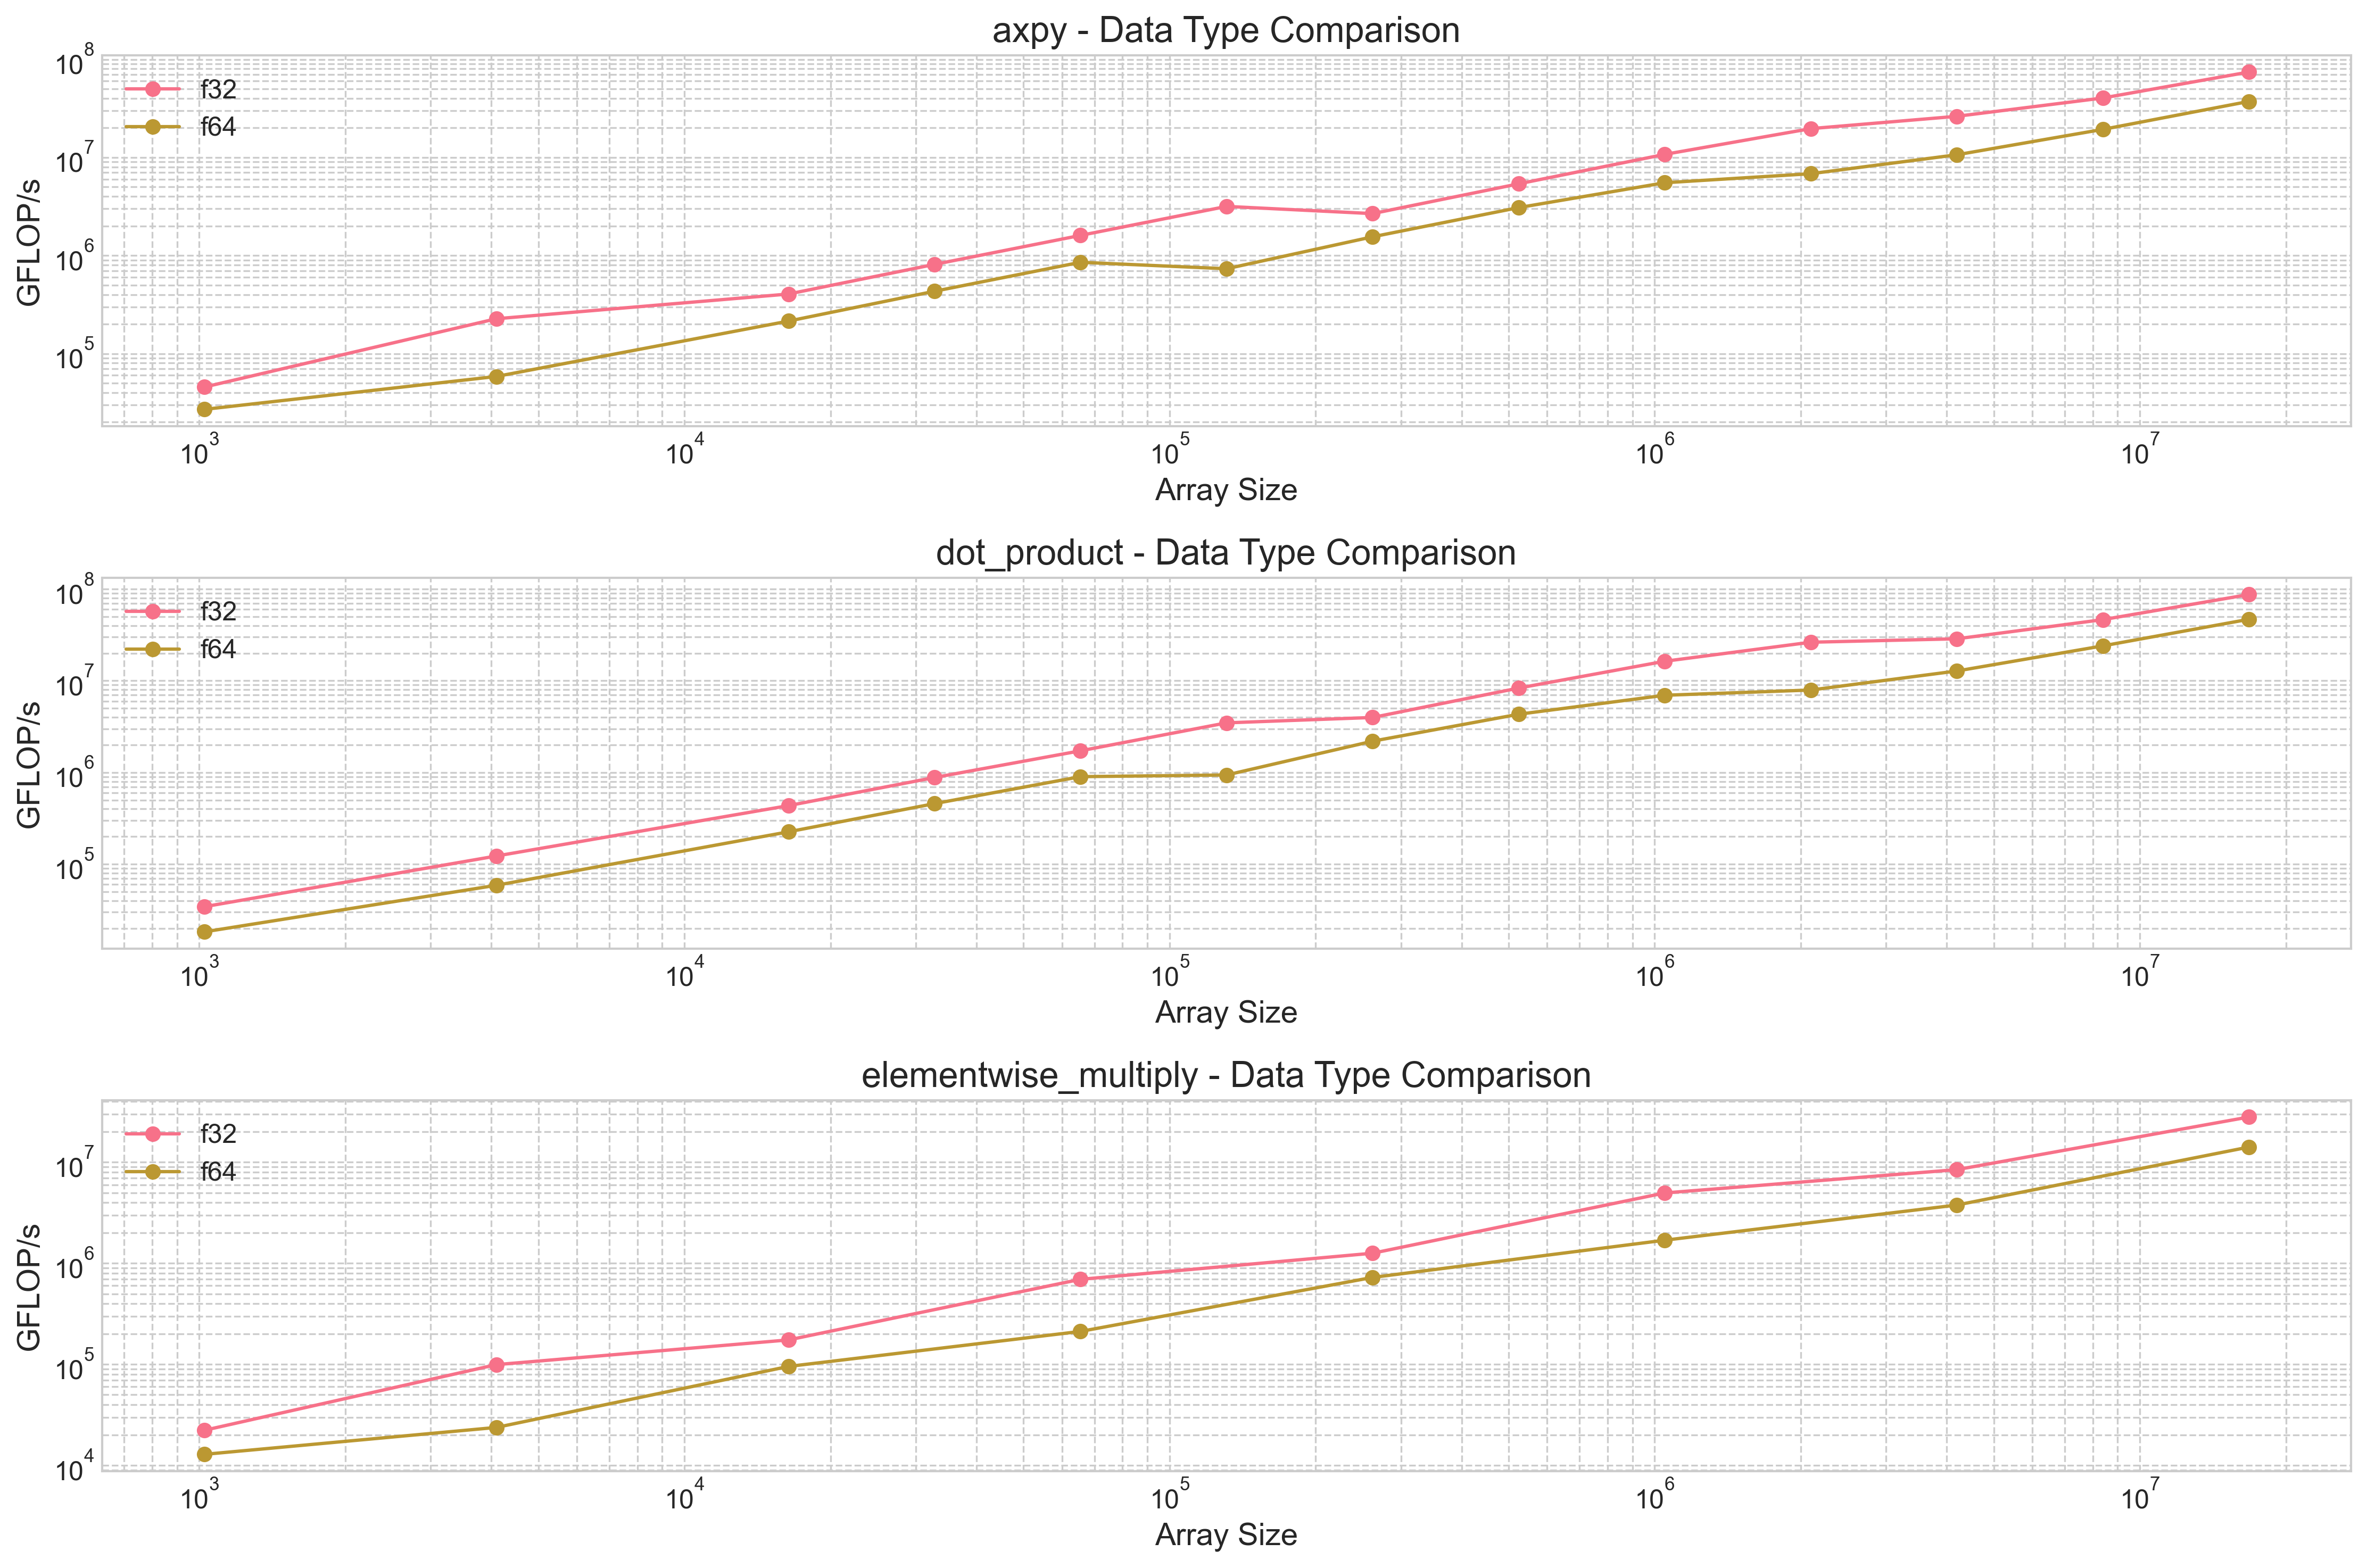 axpy - Data Type Comparison
GFLOP/s
10^8
10^7
10^6
10^5
f32
f64
10^3 10^4 10^5 10^6 10^7
Array Size
dot_product - Data Type Comparison
GFLOP/s
10^8
10^7
10^6
10^5
f32
f64
10^3 10^4 10^5 10^6 10^7
Array Size
elementwise_multiply - Data Type Comparison
GFLOP/s
10^7
10^6
10^5
10^4
f32
f64
10^3 10^4 10^5 10^6 10^7
Array Size